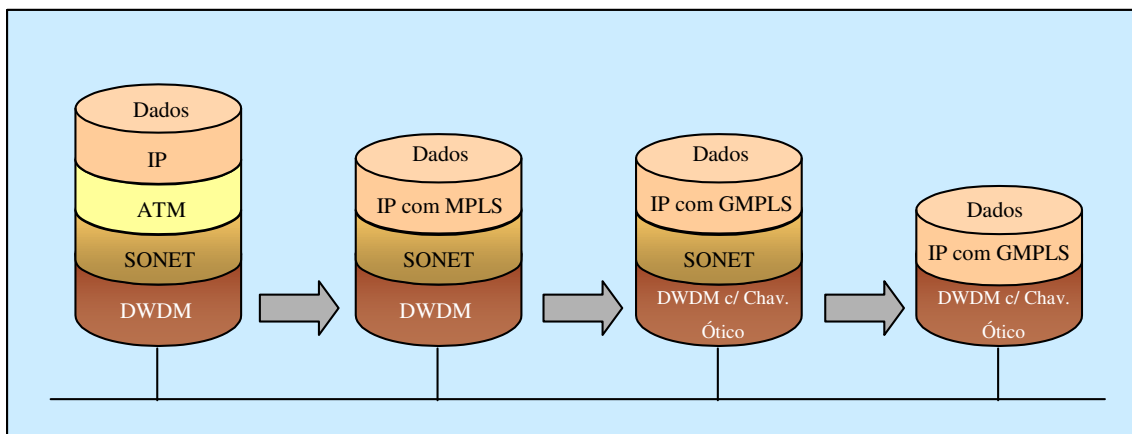 Dados
IP
ATM
SONET
DWDM
Dados
IP com MPLS
SONET
DWDM
Dados
IP com GMPLS
SONET
DWDM c/ Chav.
Ótico
Dados
IP com GMPLS
DWDM c/ Chav.
Ótico